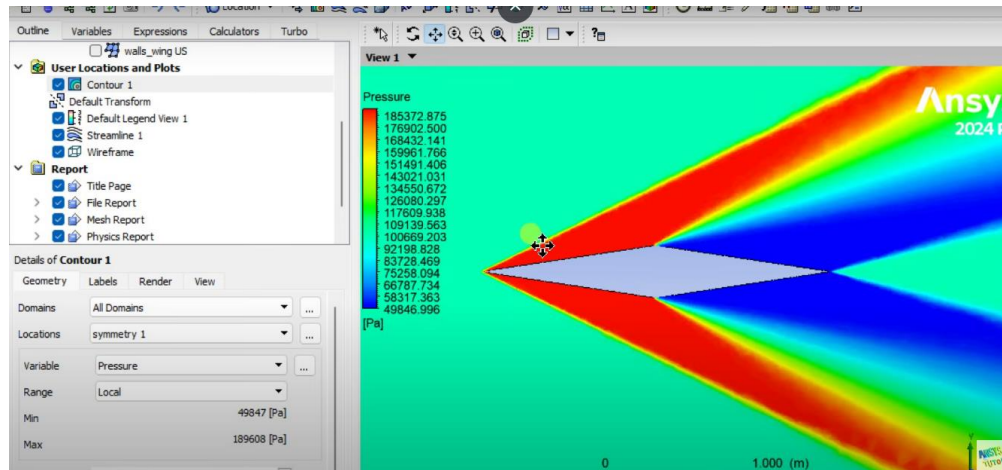 Location
Outline Variables Expressions Calculators Turbo
walls_wing US
User Locations and Plots
Contour 1
Default Transform
Default Legend View 1
Streamline 1
Wireframe
Report
Title Page
File Report
Mesh Report
Physics Report
Details of Contour 1
Geometry Labels Render View
Domains All Domains ...
Locations symmetry 1 ...
Variable Pressure ...
Range Local
Min 49847 [Pa]
Max 189608 [Pa]
View 1
Pressure
185372.875
176902.500
168432.141
159961.766
151491.406
143021.031
134550.672
126080.297
117609.938
109139.563
100669.203
92198.828
83728.469
75258.094
66787.734
58317.363
49846.996
[Pa]
Ansy
2024 R
0 1.000 (m)
Y